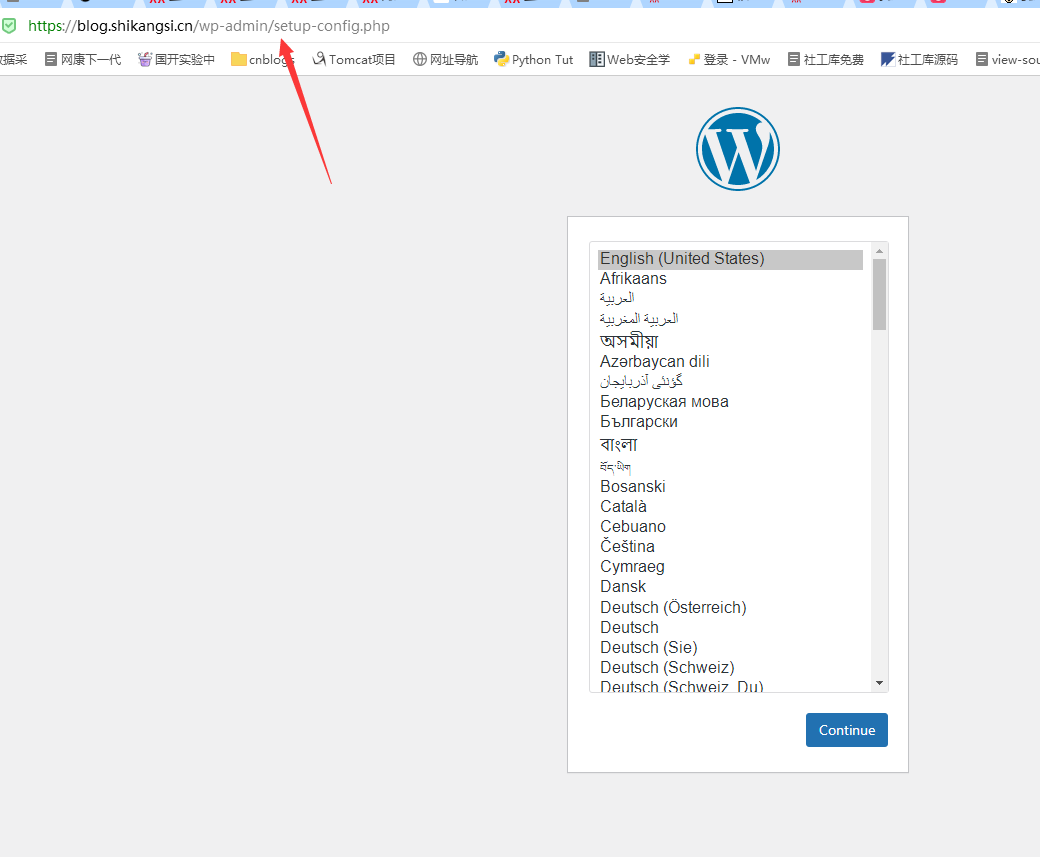 https://blog.shikangsi.cn/wp-admin/setup-config.php
网康下一代 国开实验中 cnblogs Tomcat项目 网址导航 Python Tut Web安全学 登录 - VMw 社工库免费 社工库源码 view-sou
English (United States)
Afrikaans
العربية
العربية المغربية
অসমীয়া
Azərbaycan dili
گؤنئی آذربایجان
Беларуская мова
Български
বাংলা
བོད་ཡིག
Bosanski
Català
Cebuano
Čeština
Cymraeg
Dansk
Deutsch (Österreich)
Deutsch
Deutsch (Sie)
Deutsch (Schweiz)
Deutsch (Schweiz, Du)
Continue